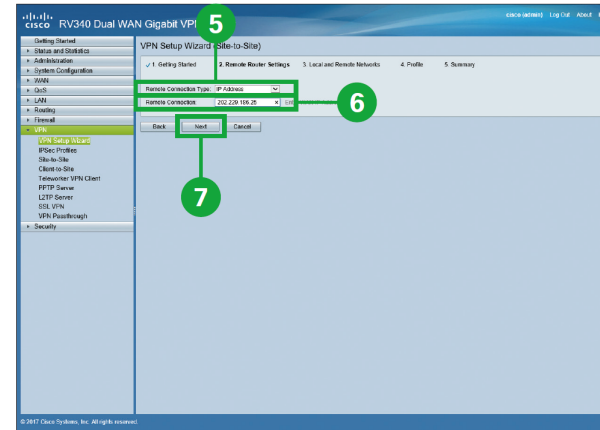 cisco (admin) Log Out About
cisco RV340 Dual WAN Gigabit VP
5
Getting Started
Status and Statistics
Administration
System Configuration
WAN
QoS
LAN
Routing
Firewall
VPN
VPN Setup Wizard
IPSec Profiles
Site-to-Site
Client-to-Site
Teleworker VPN Client
PPTP Server
L2TP Server
SSL VPN
VPN Passthrough
Security
VPN Setup Wizard (Site-to-Site)
✓ 1. Getting Started 2. Remote Router Settings 3. Local and Remote Networks 4. Profile 5. Summary
Remote Connection Type: IP Address
Remote Connection: 202.229.186.25 ×
6
Back Next Cancel
7
© 2017 Cisco Systems, Inc. All rights reserved.